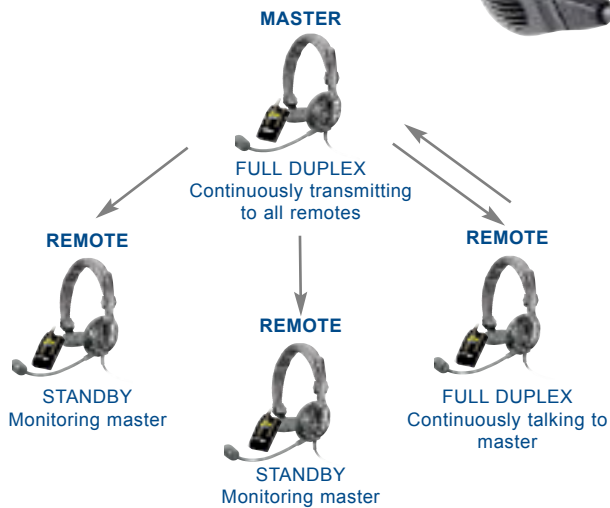 MASTER
FULL DUPLEX
Continuously transmitting
to all remotes
REMOTE
STANDBY
Monitoring master
REMOTE
STANDBY
Monitoring master
REMOTE
FULL DUPLEX
Continuously talking to
master